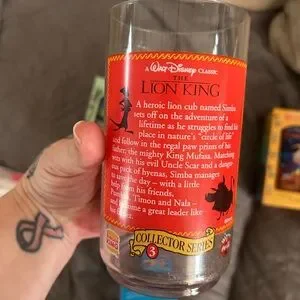 A WALT DISNEY CLASSIC
THE
LION KING
A heroic lion cub named Simba
sets off on the adventure of a
lifetime as he struggles to find his
place in nature's "circle of life"
and follow in the regal paw prints of his
father, the mighty King Mufasa. Matching
wits with his evil Uncle Scar and a dangerous
pack of hyenas, Simba manages
to save the day – with a little
help from his friends,
Timon and Nala –
and become a great leader like
COLLECTOR SERIES
3